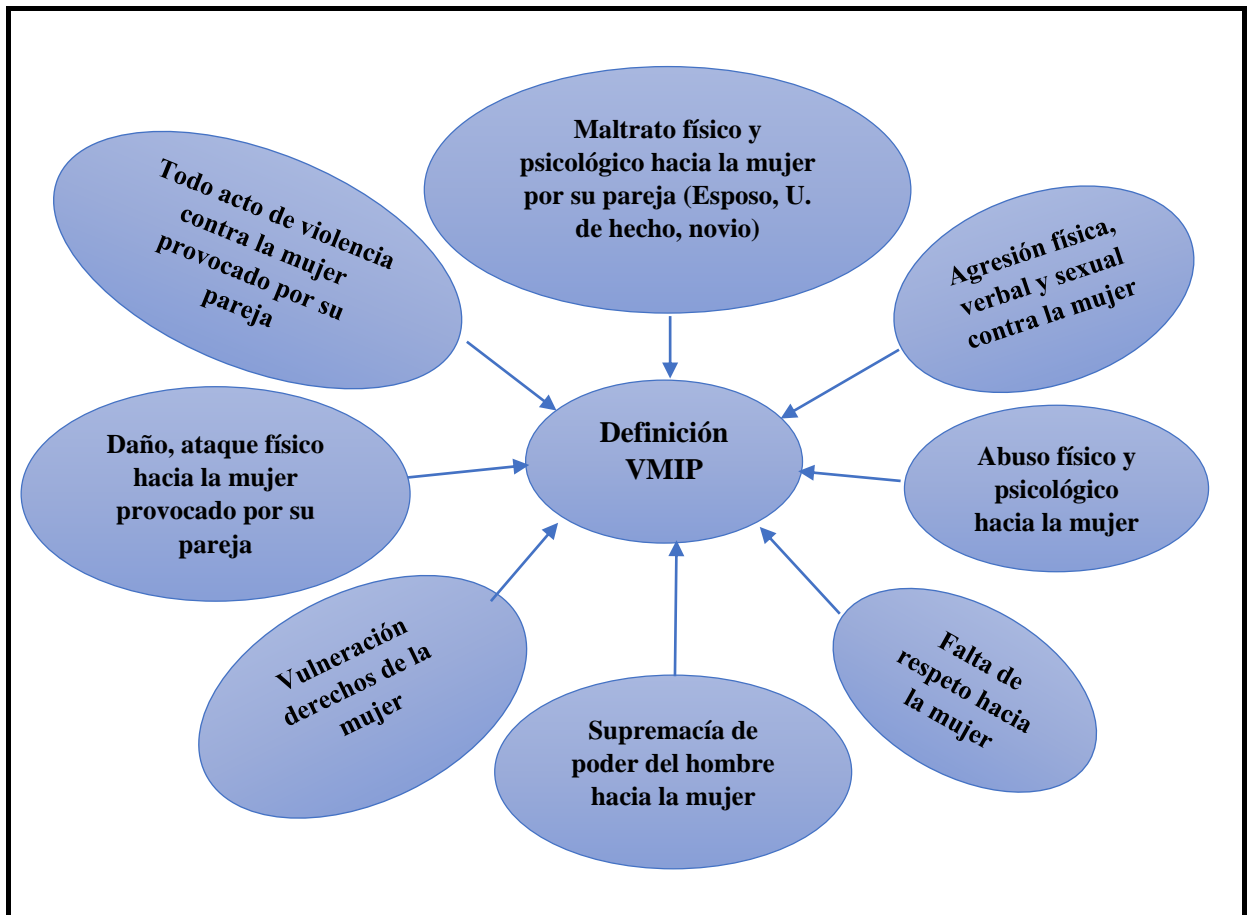 Maltrato físico y
psicológico hacia la mujer
por su pareja (Esposo, U.
de hecho, novio)
Todo acto de violencia
contra la mujer
provocado por su
pareja
Agresión física,
verbal y sexual
contra la mujer
Definición
VMIP
Daño, ataque físico
hacia la mujer
provocado por su
pareja
Abuso físico y
psicológico
hacia la mujer
Vulneración
derechos de la
mujer
Supremacía de
poder del hombre
hacia la mujer
Falta de
respeto hacia
la mujer